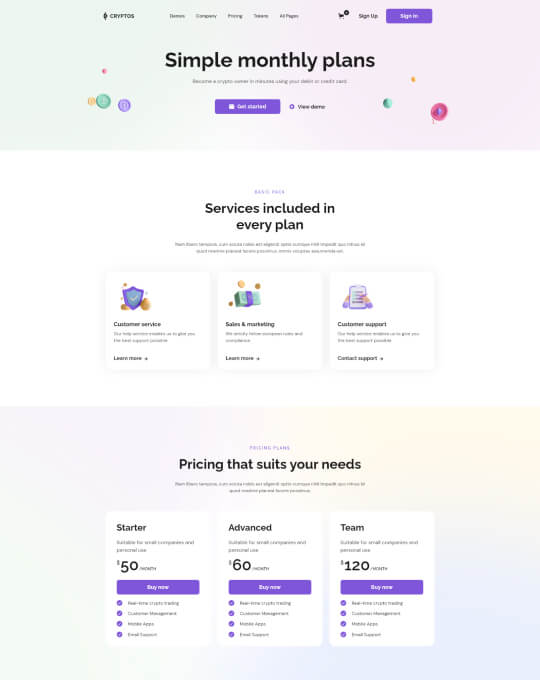 CRYPTOS
Demos
Company
Pricing
Tokens
All Pages
0
Sign Up
Sign In
Simple monthly plans
Become a crypto owner in minutes using your debit or credit card.
Get started
View demo
BASIC PACK
Services included in
every plan
Nam libero tempore, cum soluta nobis est eligendi optio cumque nihil impedit quo minus id
quod maxime placeat facere possimus, omnis voluptas assumenda est.
Customer service
Our help service enables us to give you
the best support possible
Learn more
Sales & marketing
We strictly follow european rules and
compliance
Learn more
Customer support
Our help service enables us to give you
the best support possible
Contact support
PRICING PLANS
Pricing that suits your needs
Nam libero tempore, cum soluta nobis est eligendi optio cumque nihil impedit quo minus id
quod maxime placeat facere possimus.
Starter
Suitable for small companies and
personal use
$50 /MONTH
Buy now
Real-time crypto trading
Customer Management
Mobile Apps
Email Support
Advanced
Suitable for small companies and
personal use
$60 /MONTH
Buy now
Real-time crypto trading
Customer Management
Mobile Apps
Email Support
Team
Suitable for small companies and
personal use
$120 /MONTH
Buy now
Real-time crypto trading
Customer Management
Mobile Apps
Email Support